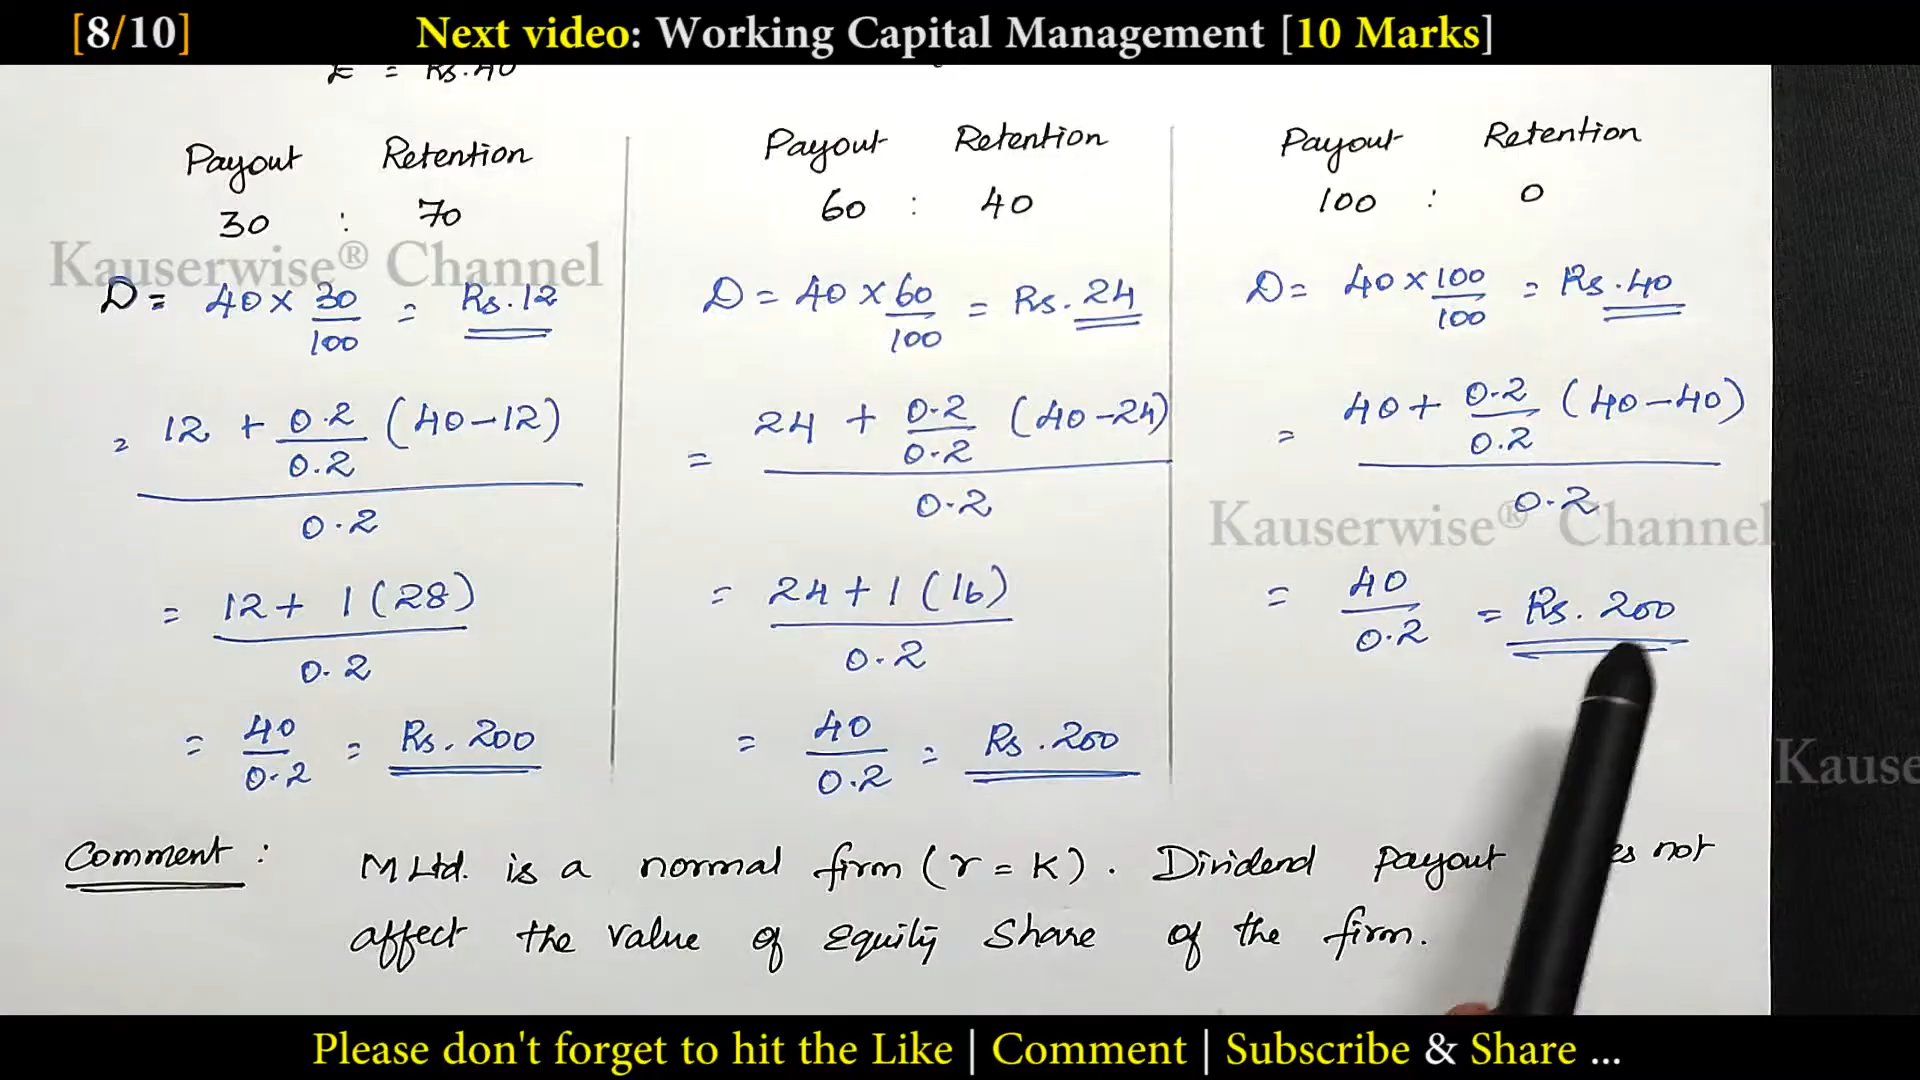 [8/10] Next video: Working Capital Management [10 Marks]
E = Rs.40
Payout Retention
30 : 70
D = 40 × 30/100 = Rs.12
= 12 + 0.2/0.2 (40-12) / 0.2
= 12 + 1(28) / 0.2
= 40/0.2 = Rs. 200
Payout Retention
60 : 40
D = 40 × 60/100 = Rs. 24
= 24 + 0.2/0.2 (40-24) / 0.2
= 24 + 1(16) / 0.2
= 40/0.2 = Rs. 200
Payout Retention
100 : 0
D = 40 × 100/100 = Rs. 40
= 40 + 0.2/0.2 (40-40) / 0.2
= 40/0.2 = Rs. 200
Comment : M Ltd. is a normal firm (r = K). Dividend Payout es not
affect the value of equity Share of the firm.
Kauserwise® Channel
Kauserwise® Channel
Kause
Please don't forget to hit the Like | Comment | Subscribe & Share ...